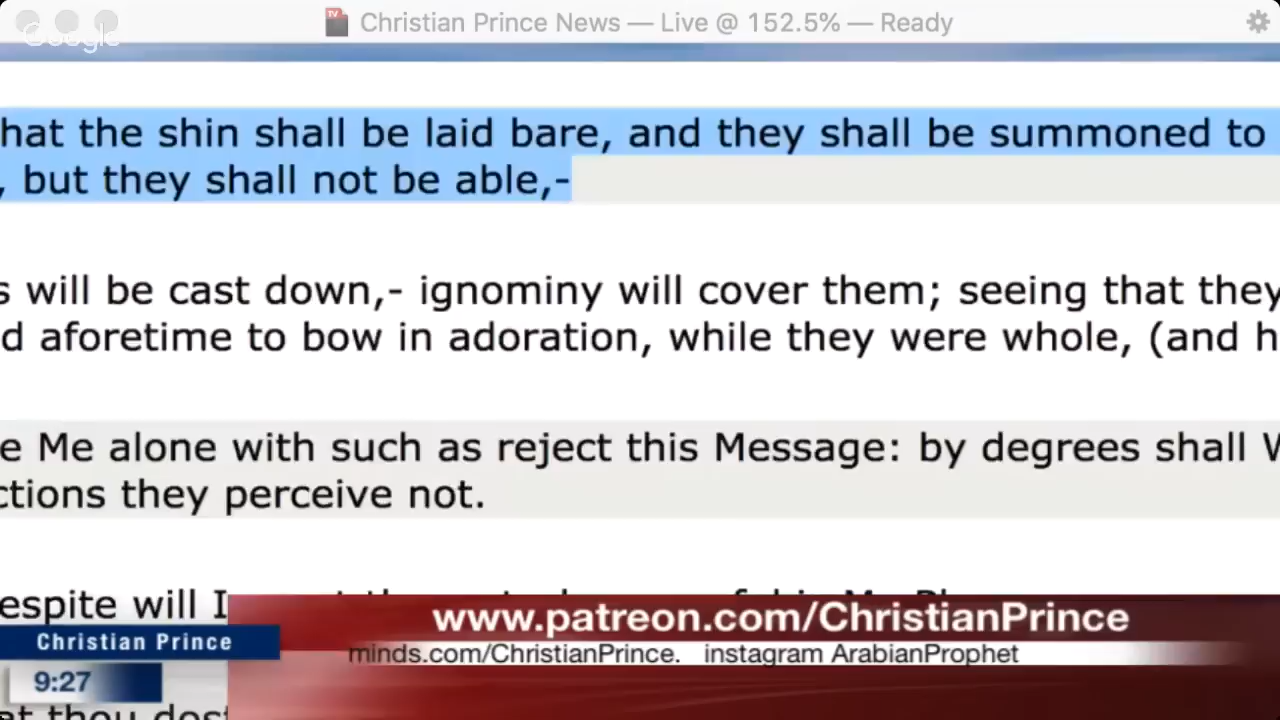 Christian Prince News — Live @ 152.5% — Ready
Google
hat the shin shall be laid bare, and they shall be summoned to
, but they shall not be able,-
s will be cast down,- ignominy will cover them; seeing that they
d aforetime to bow in adoration, while they were whole, (and h
e Me alone with such as reject this Message: by degrees shall W
ctions they perceive not.
espite will I
www.patreon.com/ChristianPrince
Christian Prince
minds.com/ChristianPrince. instagram ArabianProphet
9:27
at thou dost